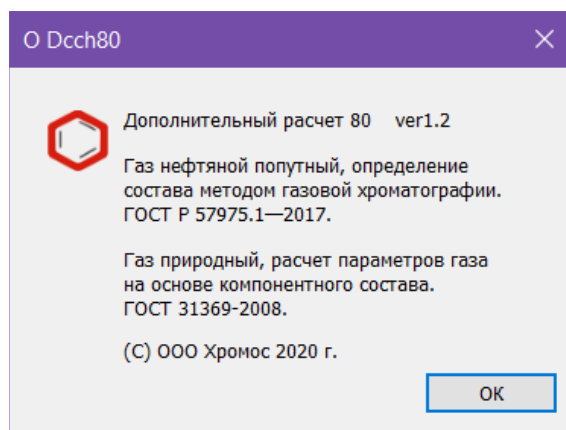 О Dcch80
Дополнительный расчет 80 ver1.2
Газ нефтяной попутный, определение
состава методом газовой хроматографии.
ГОСТ Р 57975.1—2017.
Газ природный, расчет параметров газа
на основе компонентного состава.
ГОСТ 31369-2008.
(С) ООО Хромос 2020 г.
ОК